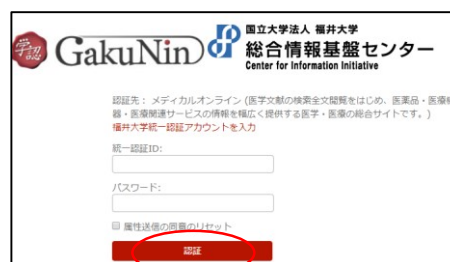 学認
GakuNin
国立大学法人 福井大学
総合情報基盤センター
Center for Information Initiative
認証先： メディカルオンライン (医学文献の検索全文閲覧をはじめ、医薬品・医療機
器・医療関連サービスの情報を幅広く提供する医学・医療の総合サイトです。)
福井大学統一認証アカウントを入力
統一認証ID:
パスワード:
属性送信の同意のリセット
認証